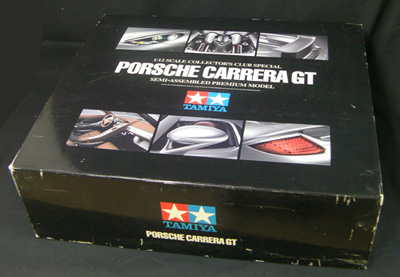 1/12 SCALE COLLECTOR'S CLUB SPECIAL
PORSCHE CARRERA GT
SEMI-ASSEMBLED PREMIUM MODEL
TAMIYA
TAMIYA
PORSCHE CARRERA GT